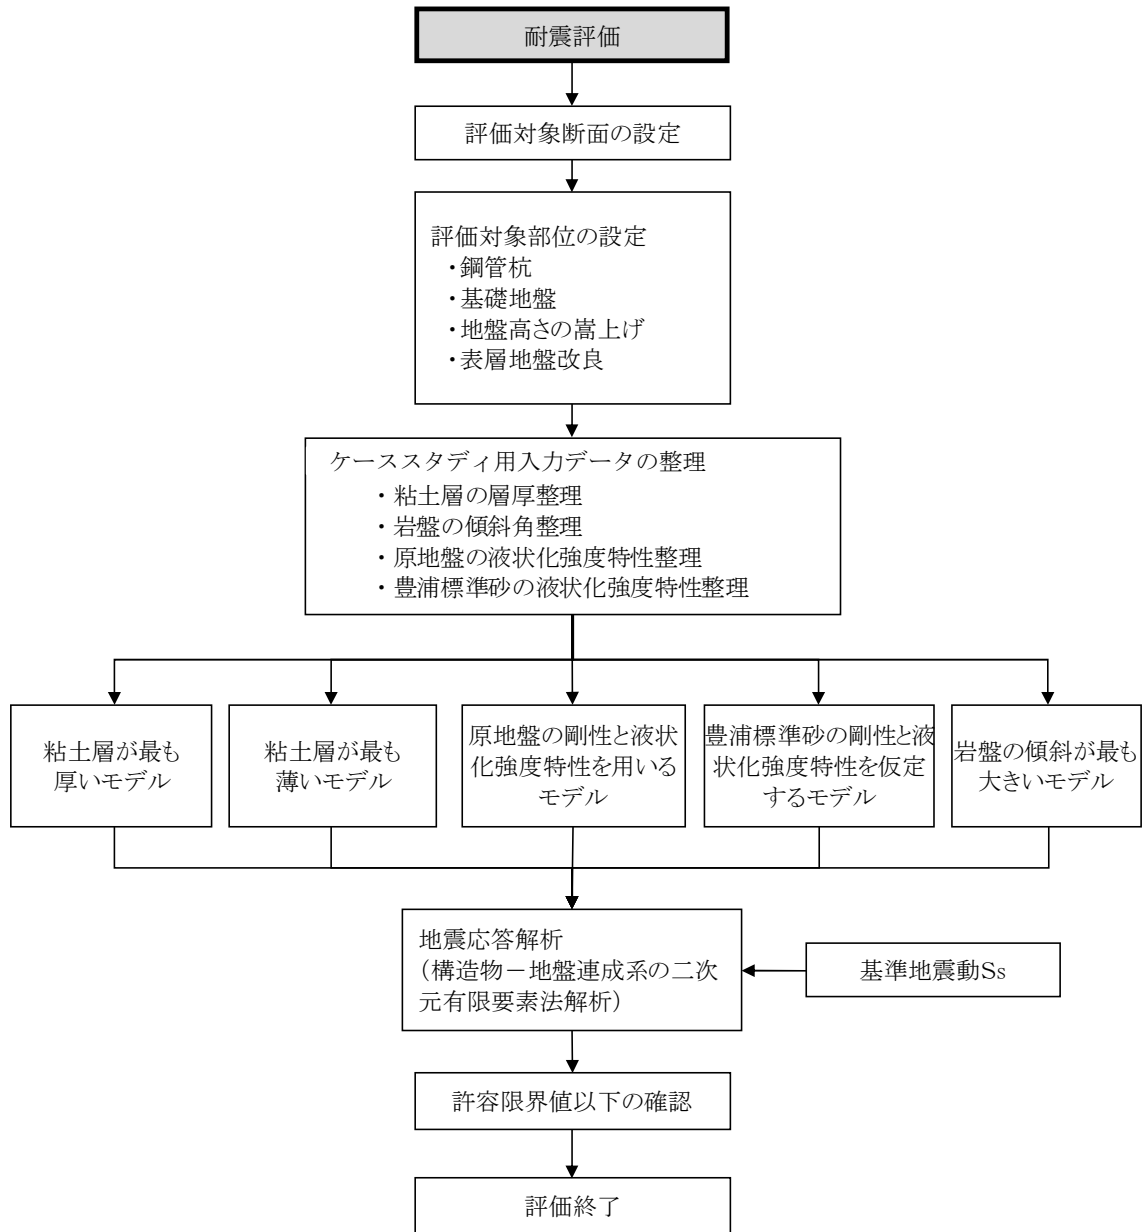 耐震評価
評価対象断面の設定
評価対象部位の設定
・鋼管杭
・基礎地盤
・地盤高さの嵩上げ
・表層地盤改良
ケーススタディ用入力データの整理
・粘土層の層厚整理
・岩盤の傾斜角整理
・原地盤の液状化強度特性整理
・豊浦標準砂の液状化強度特性整理
粘土層が最も
厚いモデル
粘土層が最も
薄いモデル
原地盤の剛性と液状
化強度特性を用いる
モデル
豊浦標準砂の剛性と液
状化強度特性を仮定
するモデル
岩盤の傾斜が最も
大きいモデル
地震応答解析
（構造物－地盤連成系の二次
元有限要素法解析）
基準地震動Ss
許容限界値以下の確認
評価終了